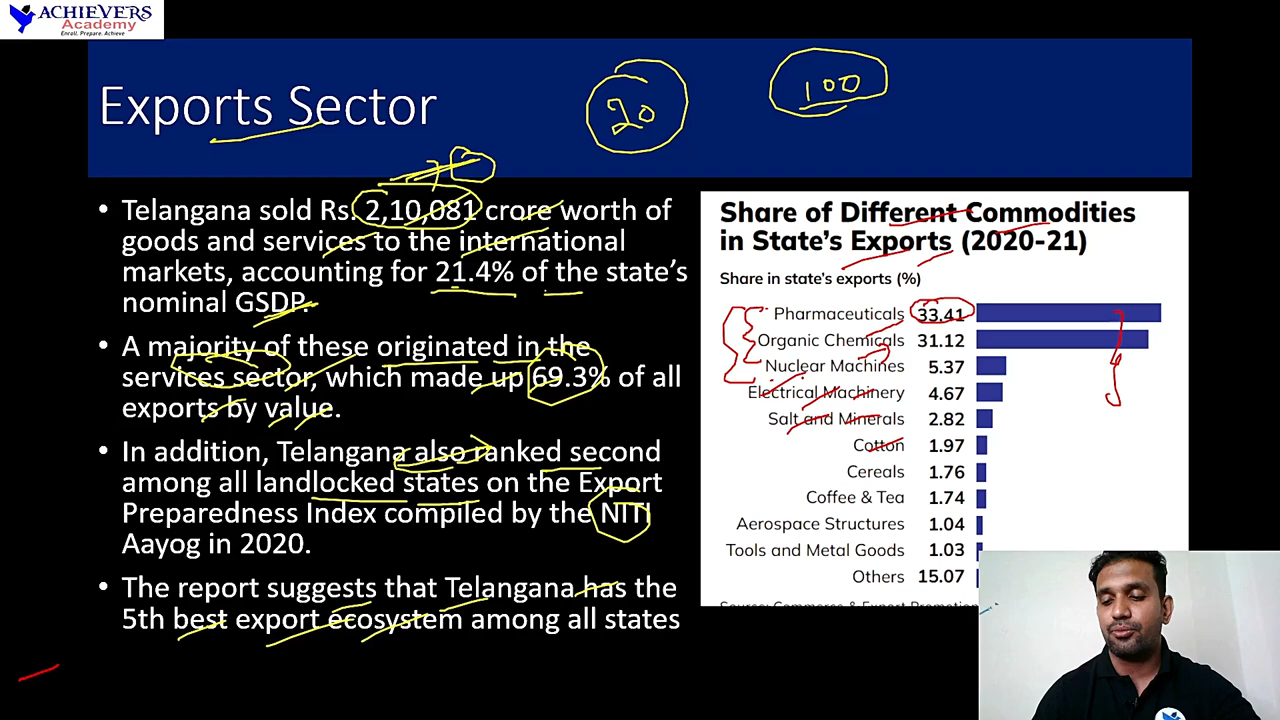 ACHIEVERS
Academy
Enroll. Prepare. Achieve
Exports Sector
20
100
• Telangana sold Rs. 2,10,081 crore worth of
goods and services to the international
markets, accounting for 21.4% of the state's
nominal GSDP.
• A majority of these originated in the
services sector, which made up 69.3% of all
exports by value.
• In addition, Telangana also ranked second
among all landlocked states on the Export
Preparedness Index compiled by the NITI
Aayog in 2020.
• The report suggests that Telangana has the
5th best export ecosystem among all states
Share of Different Commodities
in State's Exports (2020-21)
Share in state's exports (%)
Pharmaceuticals 33.41
Organic Chemicals 31.12
Nuclear Machines 5.37
Electrical Machinery 4.67
Salt and Minerals 2.82
Cotton 1.97
Cereals 1.76
Coffee & Tea 1.74
Aerospace Structures 1.04
Tools and Metal Goods 1.03
Others 15.07
Source: Commerce & Export Promotion